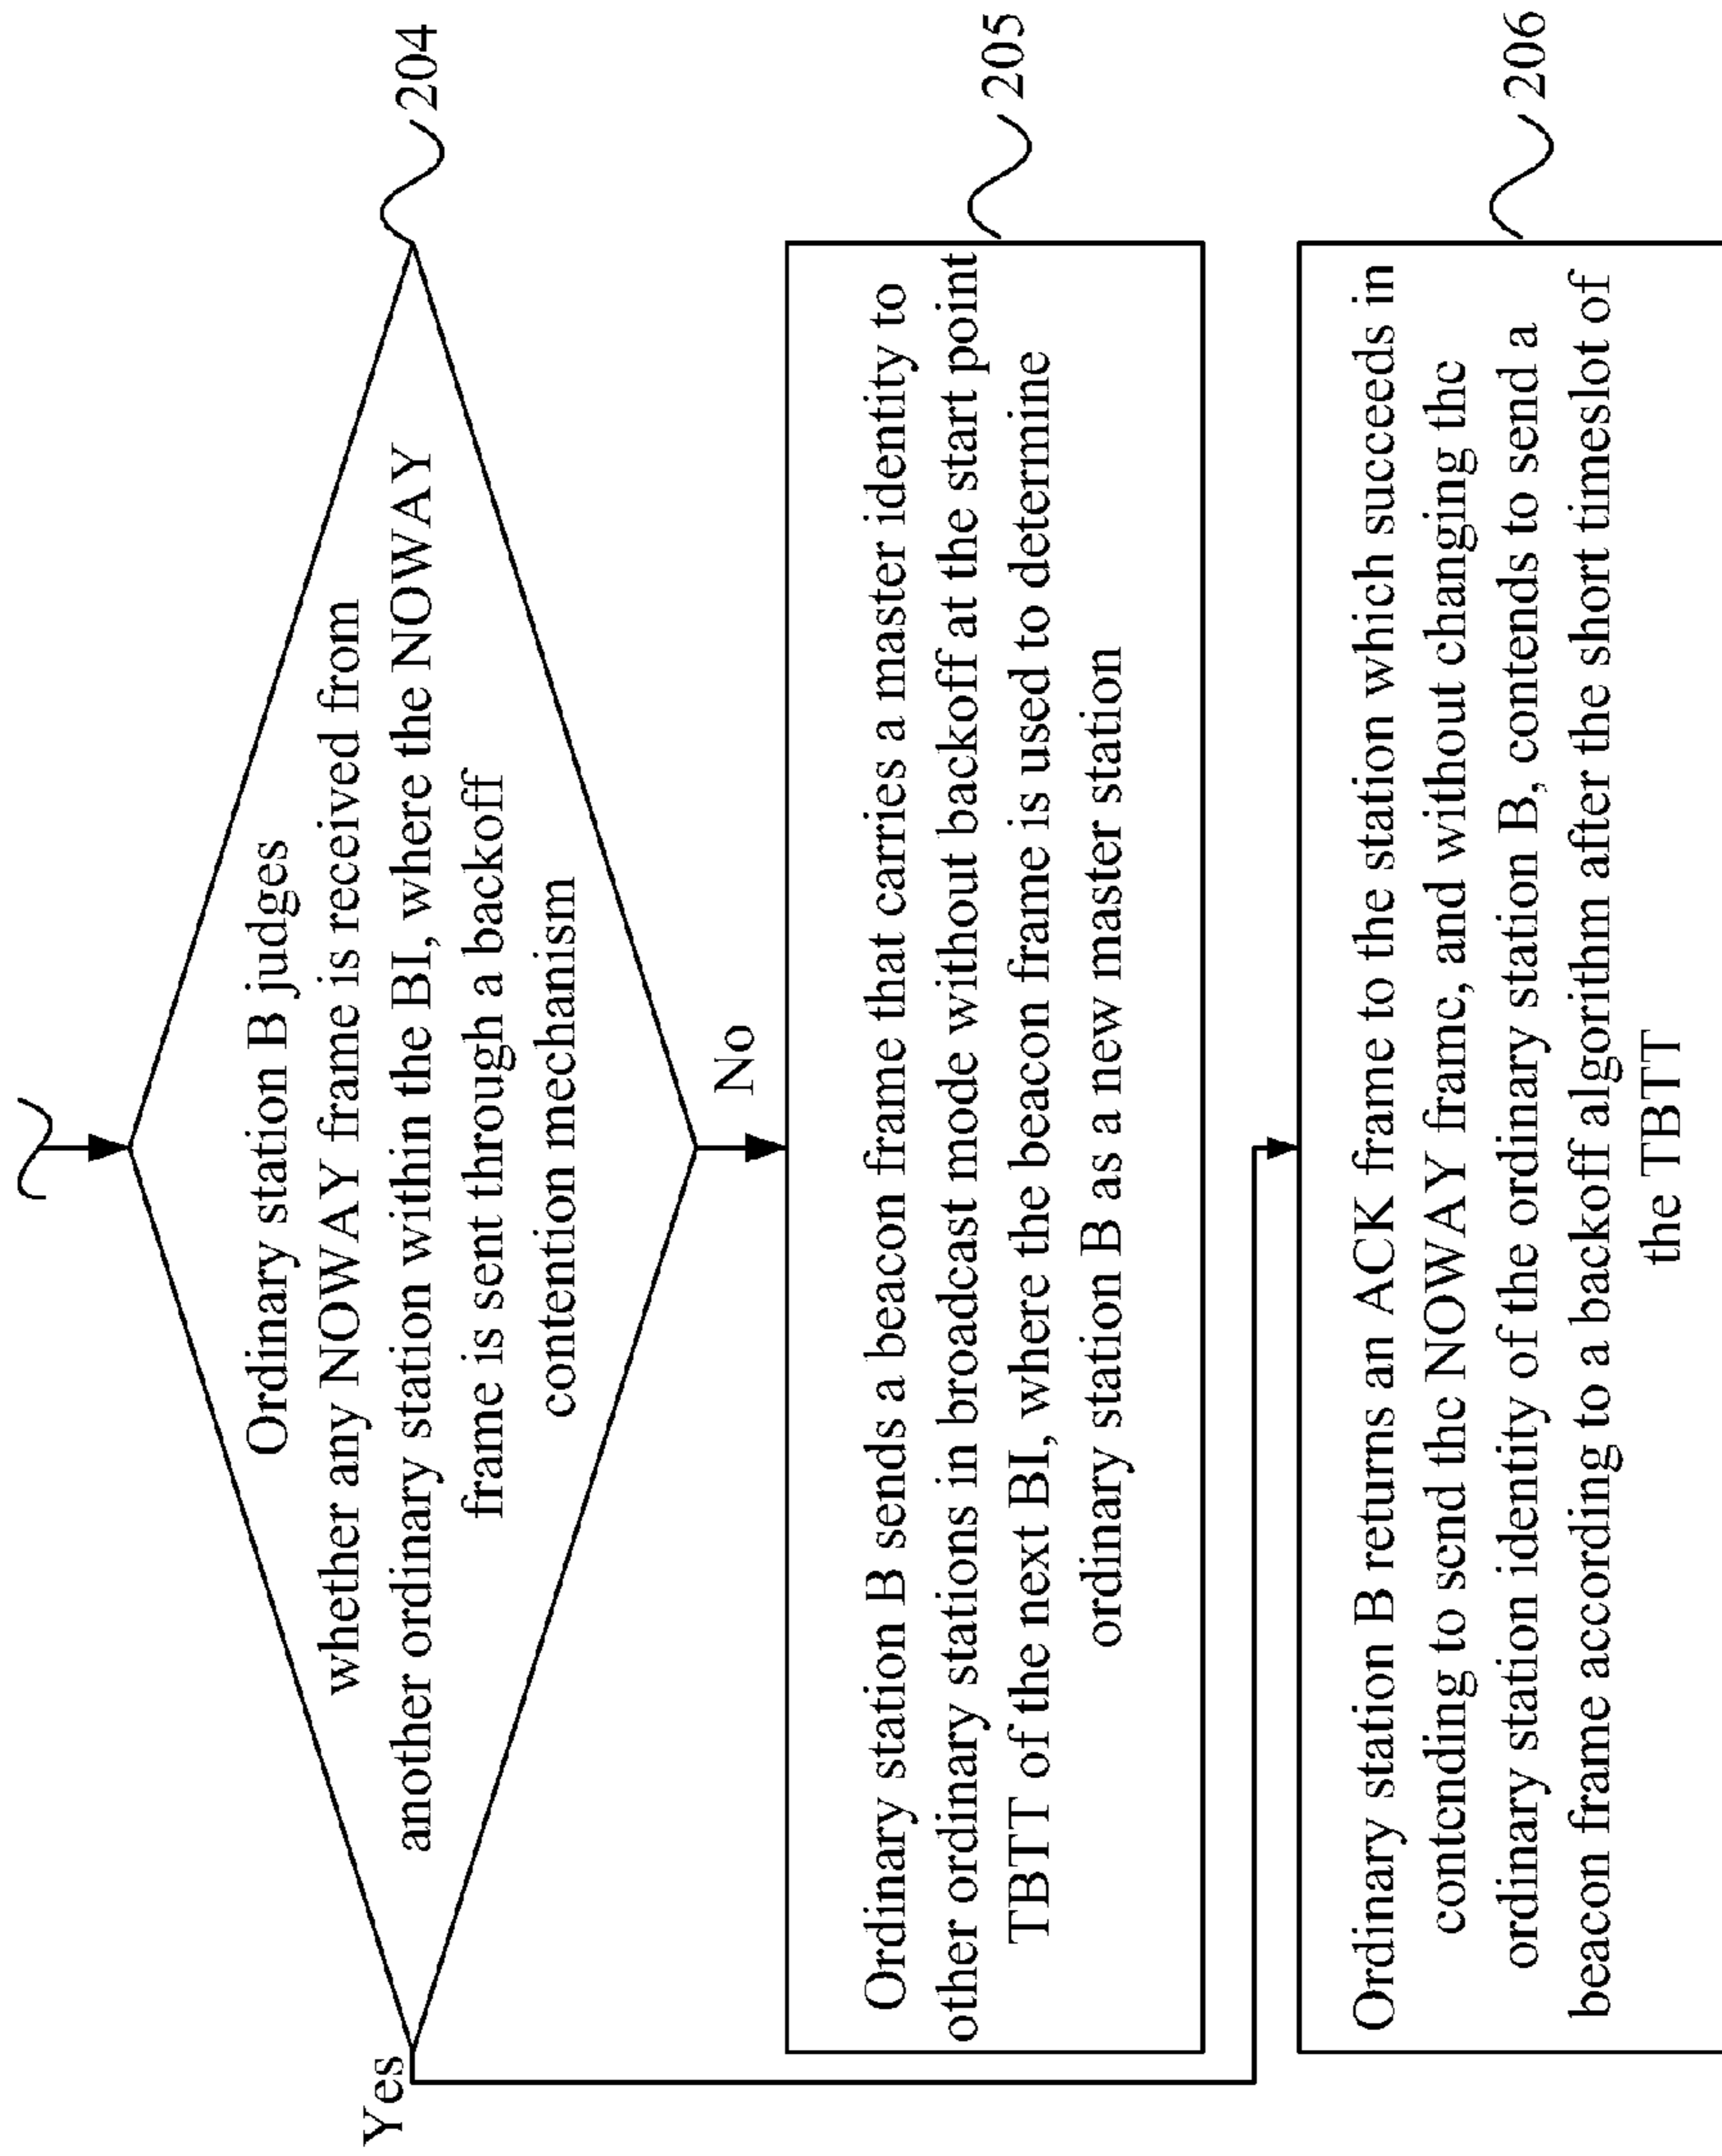 Ordinary station B judges
whether any NOWAY frame is received from
another ordinary station within the BI, where the NOWAY
frame is sent through a backoff
contention mechanism
204
Yes
No
Ordinary station B sends a beacon frame that carries a master identity to
other ordinary stations in broadcast mode without backoff at the start point
TBTT of the next BI, where the beacon frame is used to determine
ordinary station B as a new master station
205
Ordinary station B returns an ACK frame to the station which succeeds in
contending to send the NOWAY frame, and without changing the
ordinary station identity of the ordinary station B, contends to send a
beacon frame according to a backoff algorithm after the short timeslot of
the TBTT
206